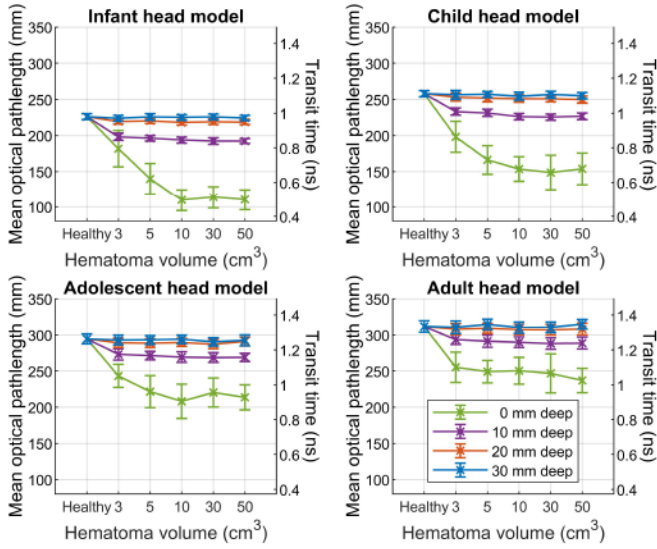 Infant head model
Mean optical pathlength (mm)
350
300
250
200
150
100
1.4
1.2
1
0.8
0.6
0.4
Transit time (ns)
Healthy 3 5 10 30 50
Hematoma volume (cm³)
Child head model
Mean optical pathlength (mm)
350
300
250
200
150
100
1.4
1.2
1
0.8
0.6
0.4
Transit time (ns)
Healthy 3 5 10 30 50
Hematoma volume (cm³)
Adolescent head model
Mean optical pathlength (mm)
350
300
250
200
150
100
1.4
1.2
1
0.8
0.6
0.4
Transit time (ns)
Healthy 3 5 10 30 50
Hematoma volume (cm³)
Adult head model
Mean optical pathlength (mm)
350
300
250
200
150
100
1.4
1.2
1
0.8
0.6
0.4
Transit time (ns)
0 mm deep
10 mm deep
20 mm deep
30 mm deep
Healthy 3 5 10 30 50
Hematoma volume (cm³)